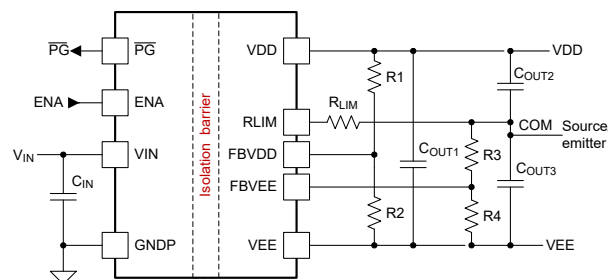 PG
PG
ENA
ENA
VIN
VIN
CIN
GNDP
Isolation barrier
VDD
RLIM
FBVDD
FBVEE
VEE
R1
RLIM
R2
COUT1
R3
R4
COUT2
COUT3
VDD
COM
Source
emitter
VEE